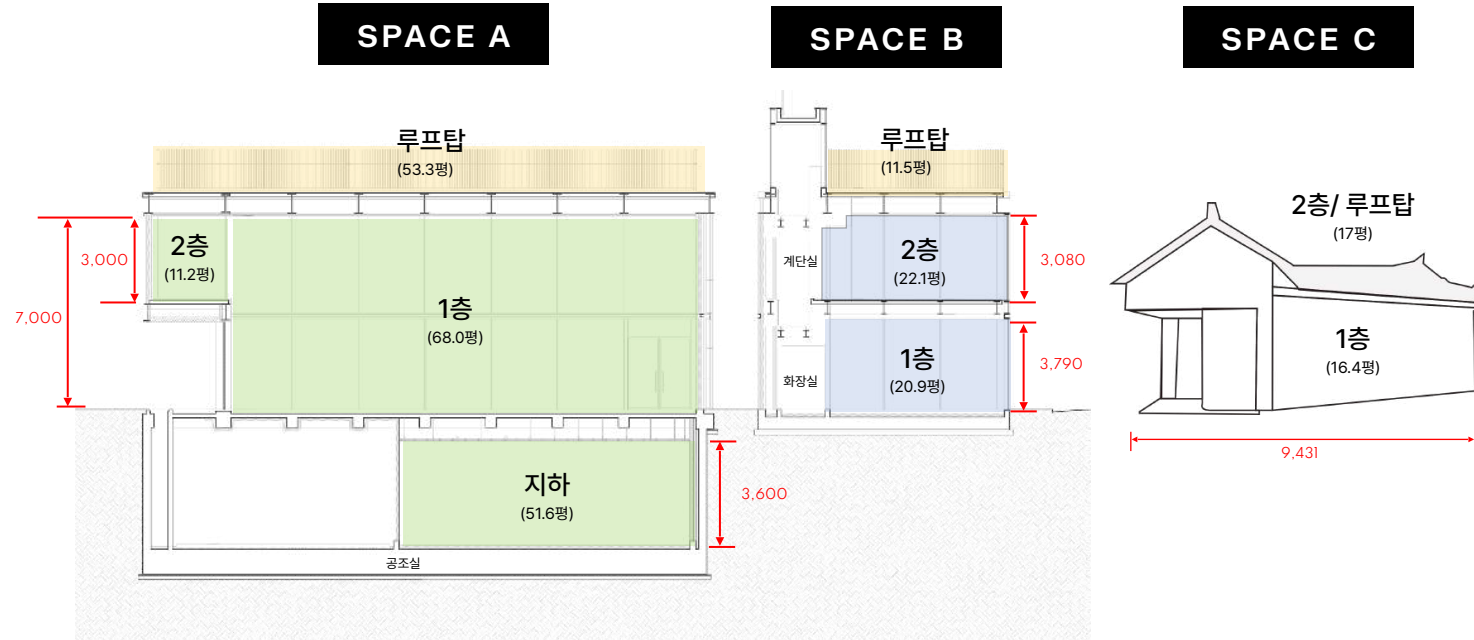 SPACE A
루프탑
(53.3평)
2층
(11.2평)
3,000
7,000
1층
(68.0평)
지하
(51.6평)
3,600
공조실
SPACE B
루프탑
(11.5평)
계단실
2층
(22.1평)
3,080
화장실
1층
(20.9평)
3,790
SPACE C
2층/ 루프탑
(17평)
1층
(16.4평)
9,431